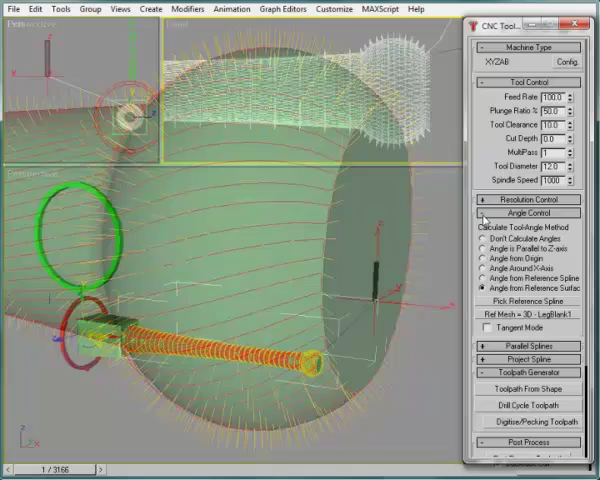 File Edit Tools Group Views Create Modifiers Animation Graph Editors Customize MAXScript Help
CNC Tool...
- Machine Type
XYZAB Config.
- Tool Control
Feed Rate 100.0
Plunge Ratio % 50.0
Tool Clearance 10.0
Cut Depth 0.0
MultiPass 1
Tool Diameter 12.0
Spindle Speed 1000
+ Resolution Control
- Angle Control
Calculate Tool-Angle Method
Don't Calculate Angles
Angle is Parallel to Z-axis
Angle from Origin
Angle Around X-Axis
Angle from Reference Spline
Angle from Reference Surfac
Pick Reference Spline
Ref Mesh = 3D - LegBlank1
Tangent Mode
+ Parallel Splines
+ Project Spline
- Toolpath Generator
Toolpath From Shape
Drill Cycle Toolpath
Digitise/Pecking Toolpath
- Post Process
< 1 / 3166 >